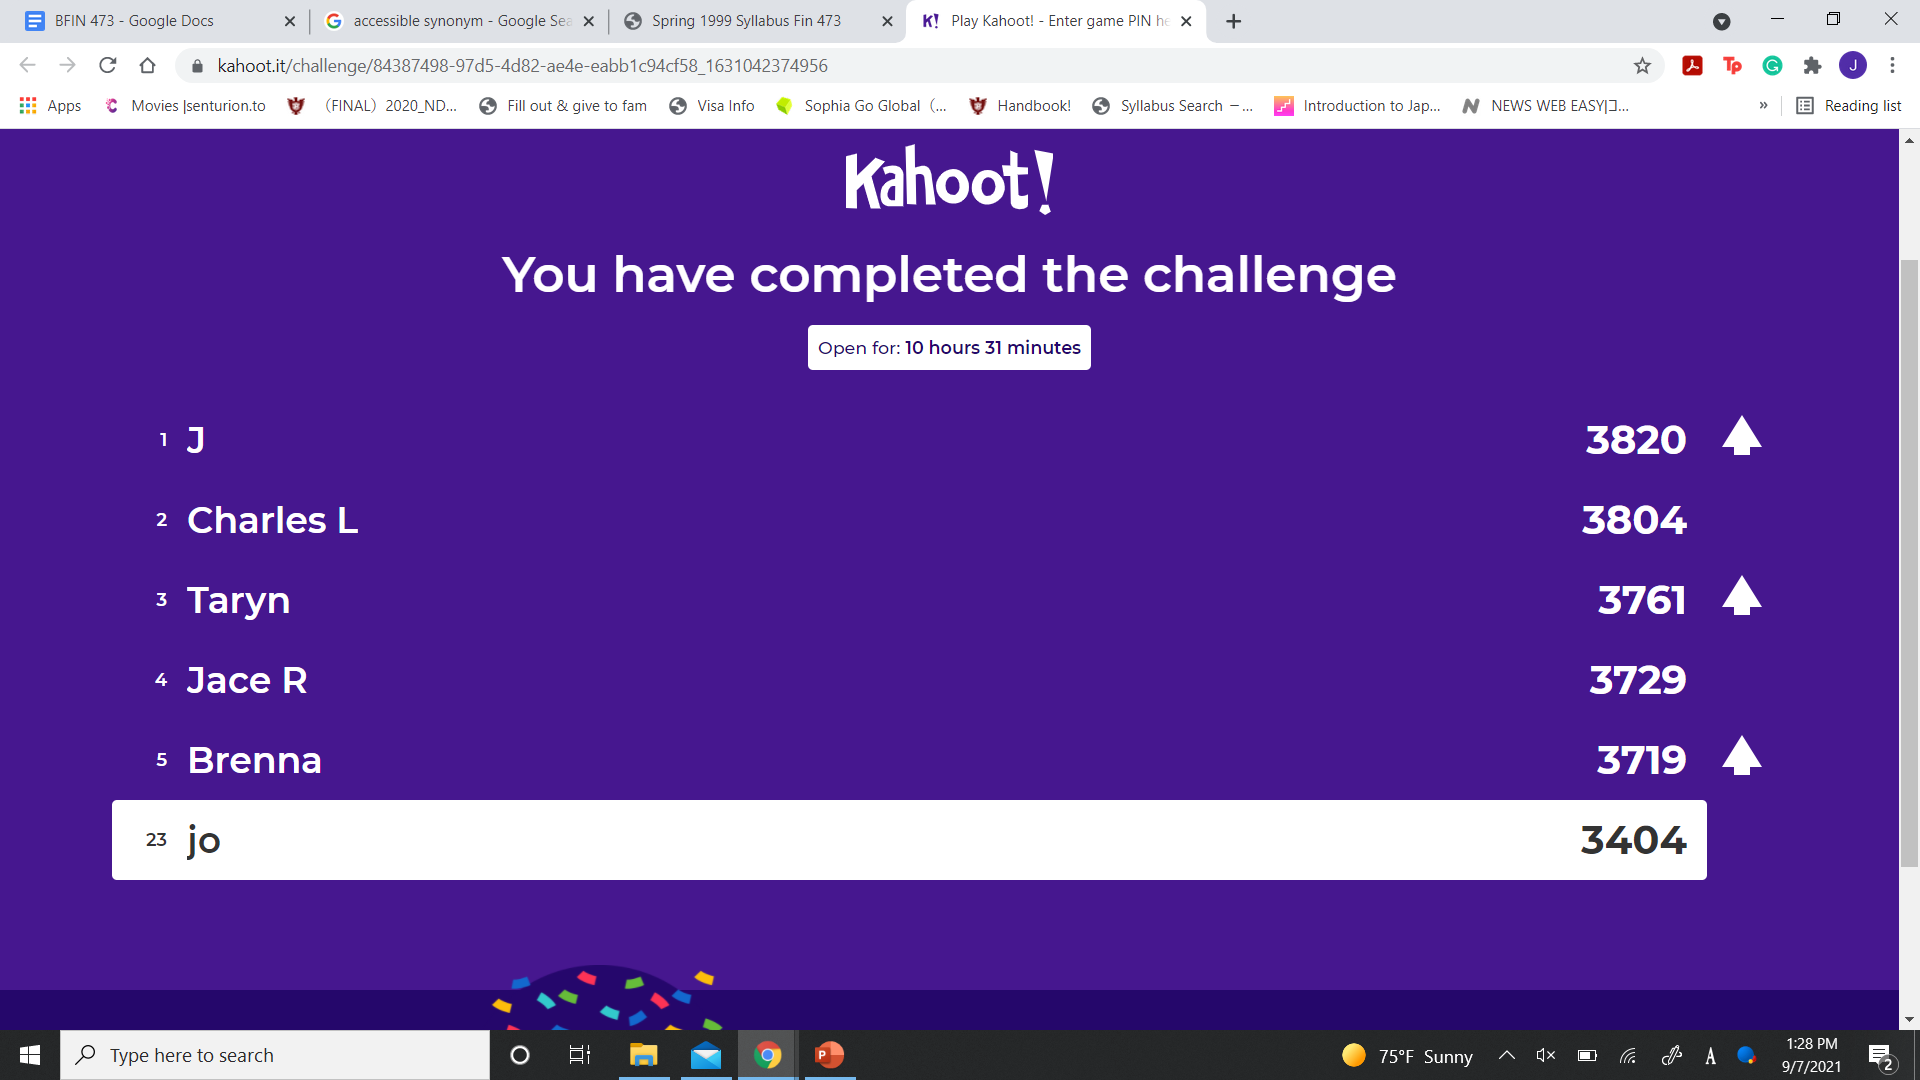 BFIN 473 - Google Docs
accessible synonym - Google Sea
Spring 1999 Syllabus Fin 473
K! Play Kahoot! - Enter game PIN he
kahoot.it/challenge/84387498-97d5-4d82-ae4e-eabb1c94cf58_1631042374956
J
Apps
Movies |senturion.to
（FINAL）2020_ND...
Fill out & give to fam
Visa Info
Sophia Go Global（...
Handbook!
Syllabus Search －...
Introduction to Jap...
NEWS WEB EASY|ニ...
»
Reading list
Kahoot!
You have completed the challenge
Open for: 10 hours 31 minutes
1 J 3820
2 Charles L 3804
3 Taryn 3761
4 Jace R 3729
5 Brenna 3719
23 jo 3404
Type here to search
75°F Sunny
A
1:28 PM
9/7/2021
2